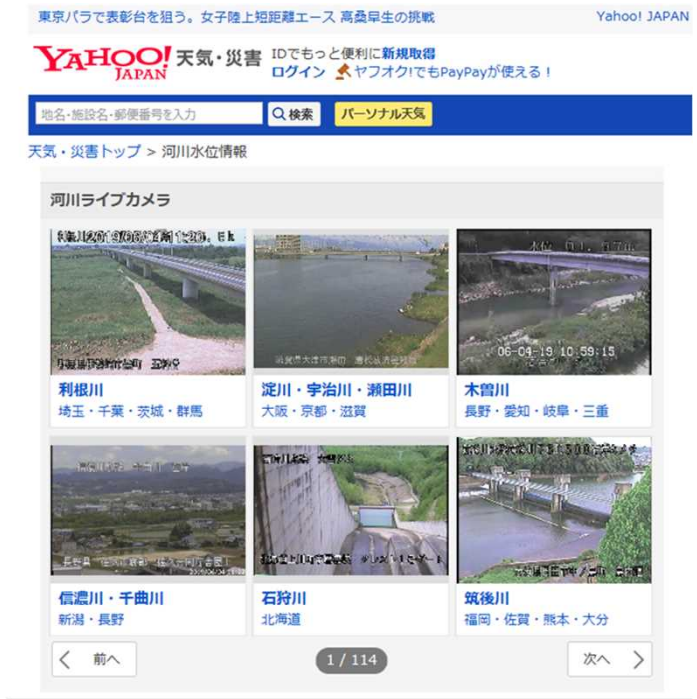 東京パラで表彰台を狙う。女子陸上短距離エース 高桑早生の挑戦
Yahoo! JAPAN
YAHOO! JAPAN 天気・災害
IDでもっと便利に新規取得
ログイン
ヤフオク!でもPayPayが使える！
地名・施設名・郵便番号を入力
検索
パーソナル天気
天気・災害トップ > 河川水位情報
河川ライブカメラ
利根川
埼玉・千葉・茨城・群馬
淀川・宇治川・瀬田川
大阪・京都・滋賀
06-04-19 10:59:15
木曽川
長野・愛知・岐阜・三重
信濃川・千曲川
新潟・長野
石狩川
北海道
筑後川
福岡・佐賀・熊本・大分
前へ
1 / 114
次へ